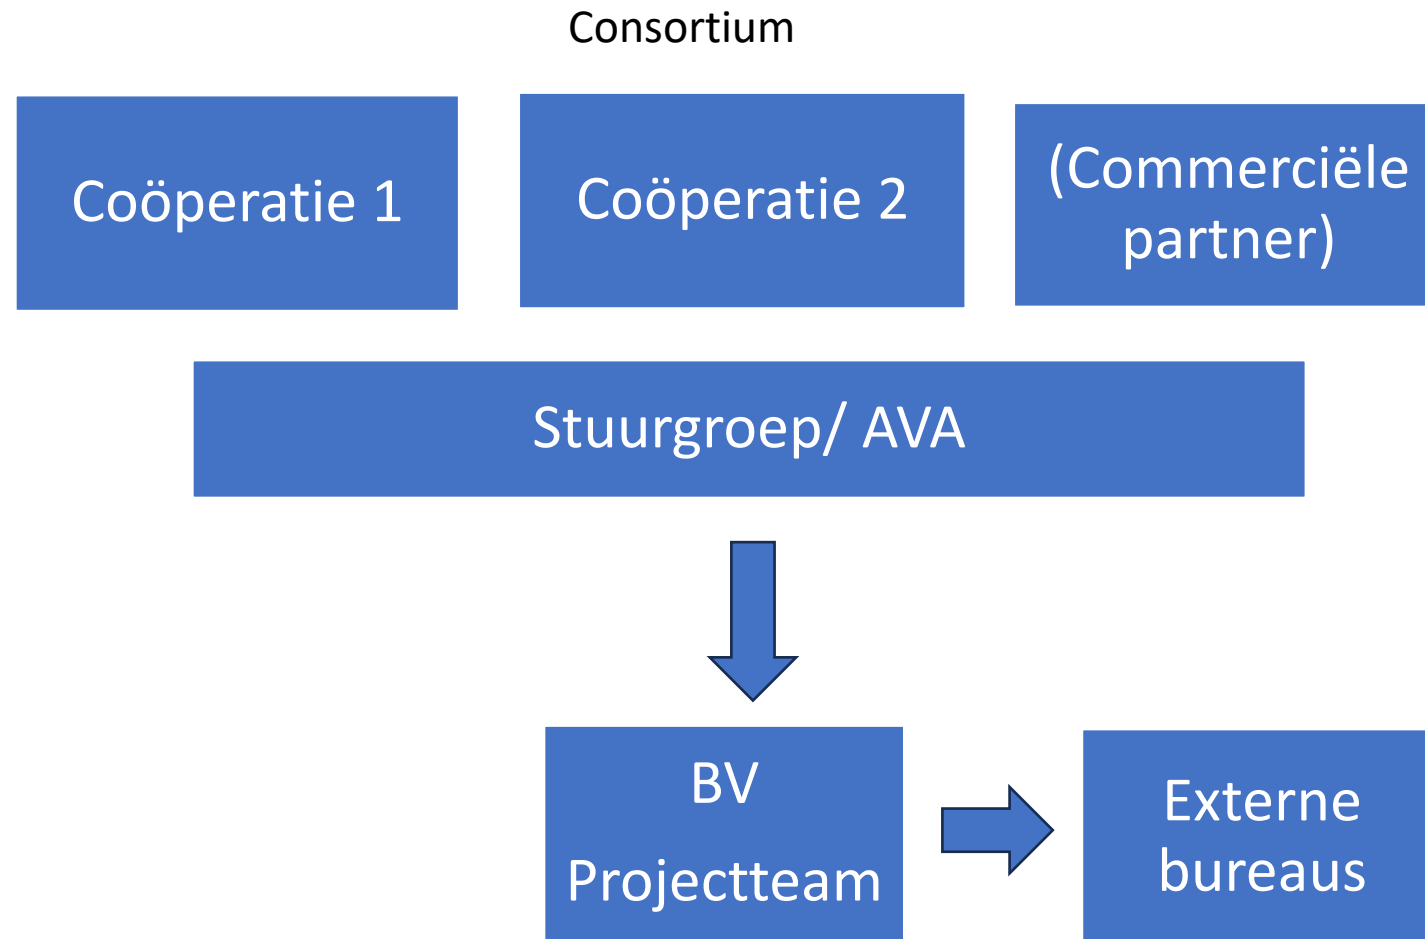 Consortium
Coöperatie 1
Coöperatie 2
(Commerciële
partner)
Stuurgroep/ AVA
BV
Projectteam
Externe
bureaus